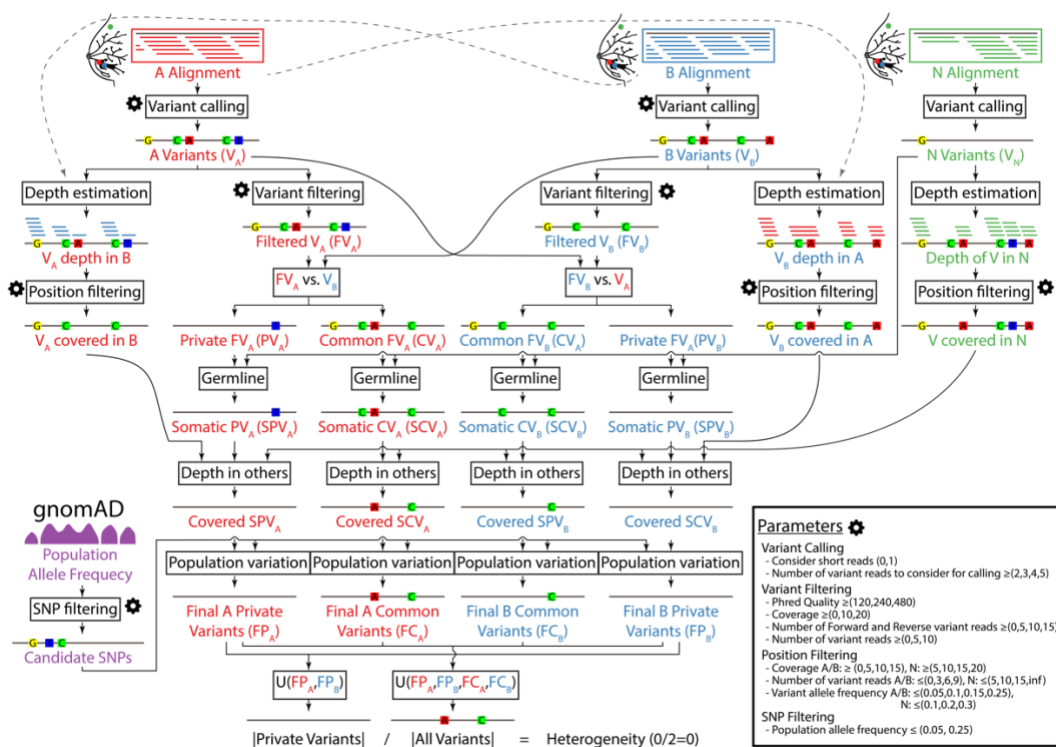 A Alignment
B Alignment
N Alignment
Variant calling
Variant calling
Variant calling
G C A C T
G C A C A
G
A Variants (VA)
B Variants (VB)
N Variants (VN)
Depth estimation
Variant filtering
Variant filtering
Depth estimation
Depth estimation
G C A C T
G C A C T
G C C
G C A C A
G C A C T A
VA depth in B
Filtered VA (FVA)
Filtered VB (FVB)
VB depth in A
Depth of V in N
Position filtering
FVA vs. VB
FVB vs. VA
Position filtering
Position filtering
G C C
T
G C A C
G C C
G C A C A
G A C T A
VA covered in B
Private FVA (PVA)
Common FVA (CVA)
Common FVB (CVA)
Private FVA (PVB)
VB covered in A
V covered in N
Germline
Germline
Germline
Germline
T
C A C
C C
Somatic PVA (SPVA)
Somatic CVA (SCVA)
Somatic CVB (SCVB)
Somatic PVB (SPVB)
Depth in others
Depth in others
Depth in others
Depth in others
A C
C
Covered SPVA
Covered SCVA
Covered SPVB
Covered SCVB
gnomAD
Population
Allele Frequecy
SNP filtering
G T C
Candidate SNPs
Population variation
Population variation
Population variation
Population variation
A C
C
Final A Private
Variants (FPA)
Final A Common
Variants (FCA)
Final B Common
Variants (FCB)
Final B Private
Variants (FPB)
U(FPA,FPB)
U(FPA,FPB,FCA,FCB)
A C
|Private Variants| / |All Variants| = Heterogeneity (0/2=0)
Parameters
Variant Calling
- Consider short reads (0,1)
- Number of variant reads to consider for calling ≥(2,3,4,5)
Variant Filtering
- Phred Quality ≥(120,240,480)
- Coverage ≥(0,10,20)
- Number of Forward and Reverse variant reads ≥(0,5,10,15)
- Number of variant reads ≥(0,5,10)
Position Filtering
- Coverage A/B: ≥ (0,5,10,15), N: ≥(5,10,15,20)
- Number of variant reads A/B: ≤(0,3,6,9), N: ≤(5,10,15,inf)
- Variant allele frequency A/B: ≤(0.05,0.1,0.15,0.25),
N: ≤(0.1,0.2,0.3)
SNP Filtering
- Population allele frequency ≤ (0.05, 0.25)